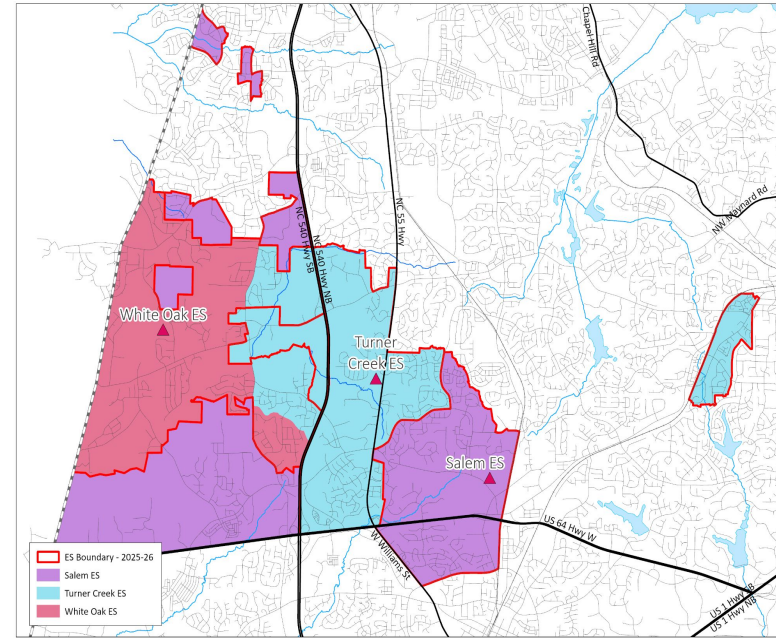 Chapel Hill Rd
NW Maynard Rd
NC 55 Hwy
NC 540 Hwy SB
NC 540 Hwy NB
White Oak ES
Turner
Creek ES
Salem ES
US 64 Hwy W
W Williams St
US 1 Hwy SB
US 1 Hwy NB
ES Boundary - 2025-26
Salem ES
Turner Creek ES
White Oak ES